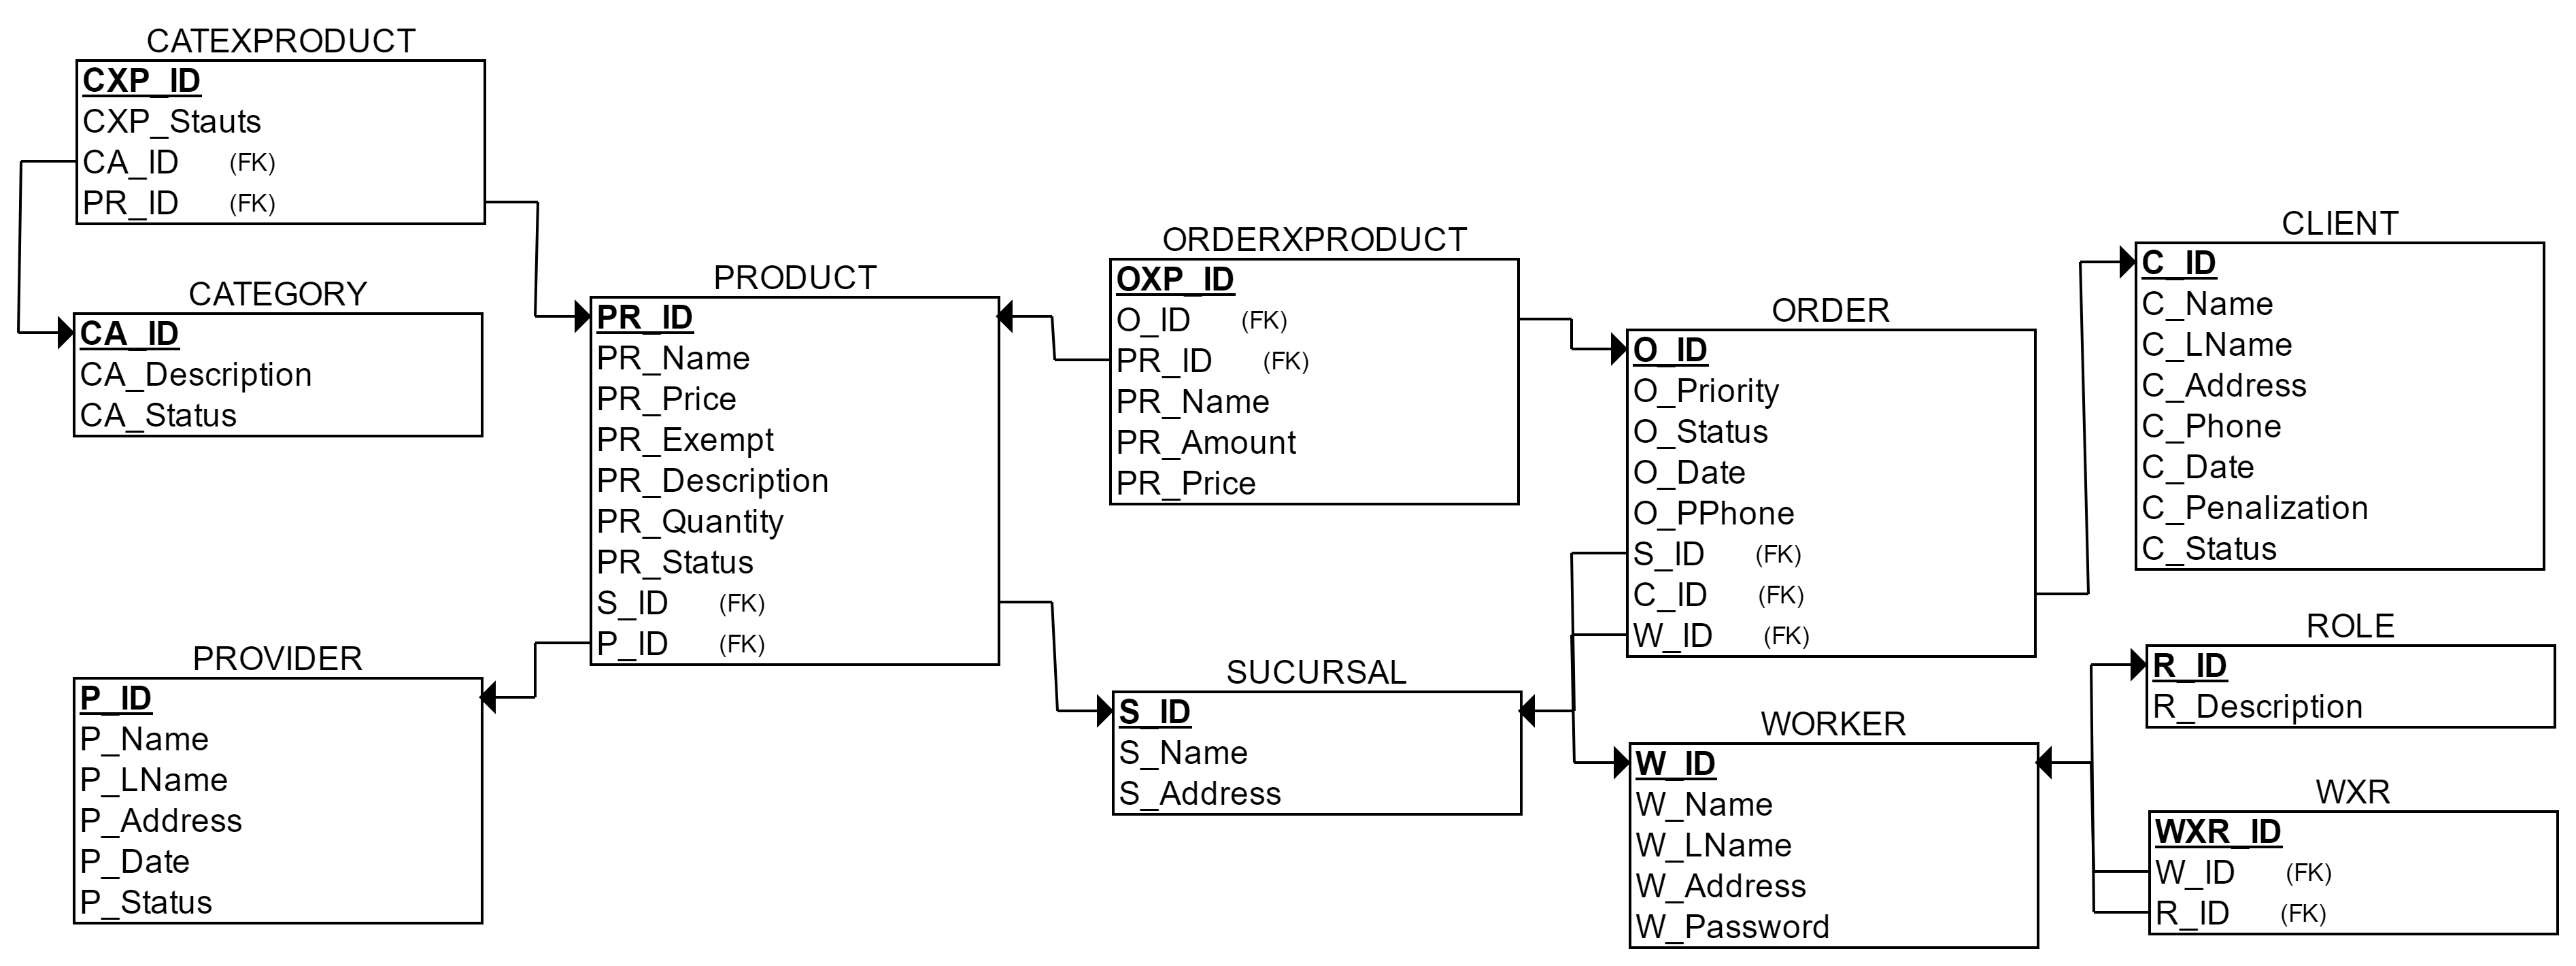 CATEXPRODUCT
CXP_ID
CXP_Stauts
CA_ID (FK)
PR_ID (FK)
CATEGORY
CA_ID
CA_Description
CA_Status
PROVIDER
P_ID
P_Name
P_LName
P_Address
P_Date
P_Status
PRODUCT
PR_ID
PR_Name
PR_Price
PR_Exempt
PR_Description
PR_Quantity
PR_Status
S_ID (FK)
P_ID (FK)
ORDERXPRODUCT
OXP_ID
O_ID (FK)
PR_ID (FK)
PR_Name
PR_Amount
PR_Price
SUCURSAL
S_ID
S_Name
S_Address
ORDER
O_ID
O_Priority
O_Status
O_Date
O_PPhone
S_ID (FK)
C_ID (FK)
W_ID (FK)
WORKER
W_ID
W_Name
W_LName
W_Address
W_Password
CLIENT
C_ID
C_Name
C_LName
C_Address
C_Phone
C_Date
C_Penalization
C_Status
ROLE
R_ID
R_Description
WXR
WXR_ID
W_ID (FK)
R_ID (FK)